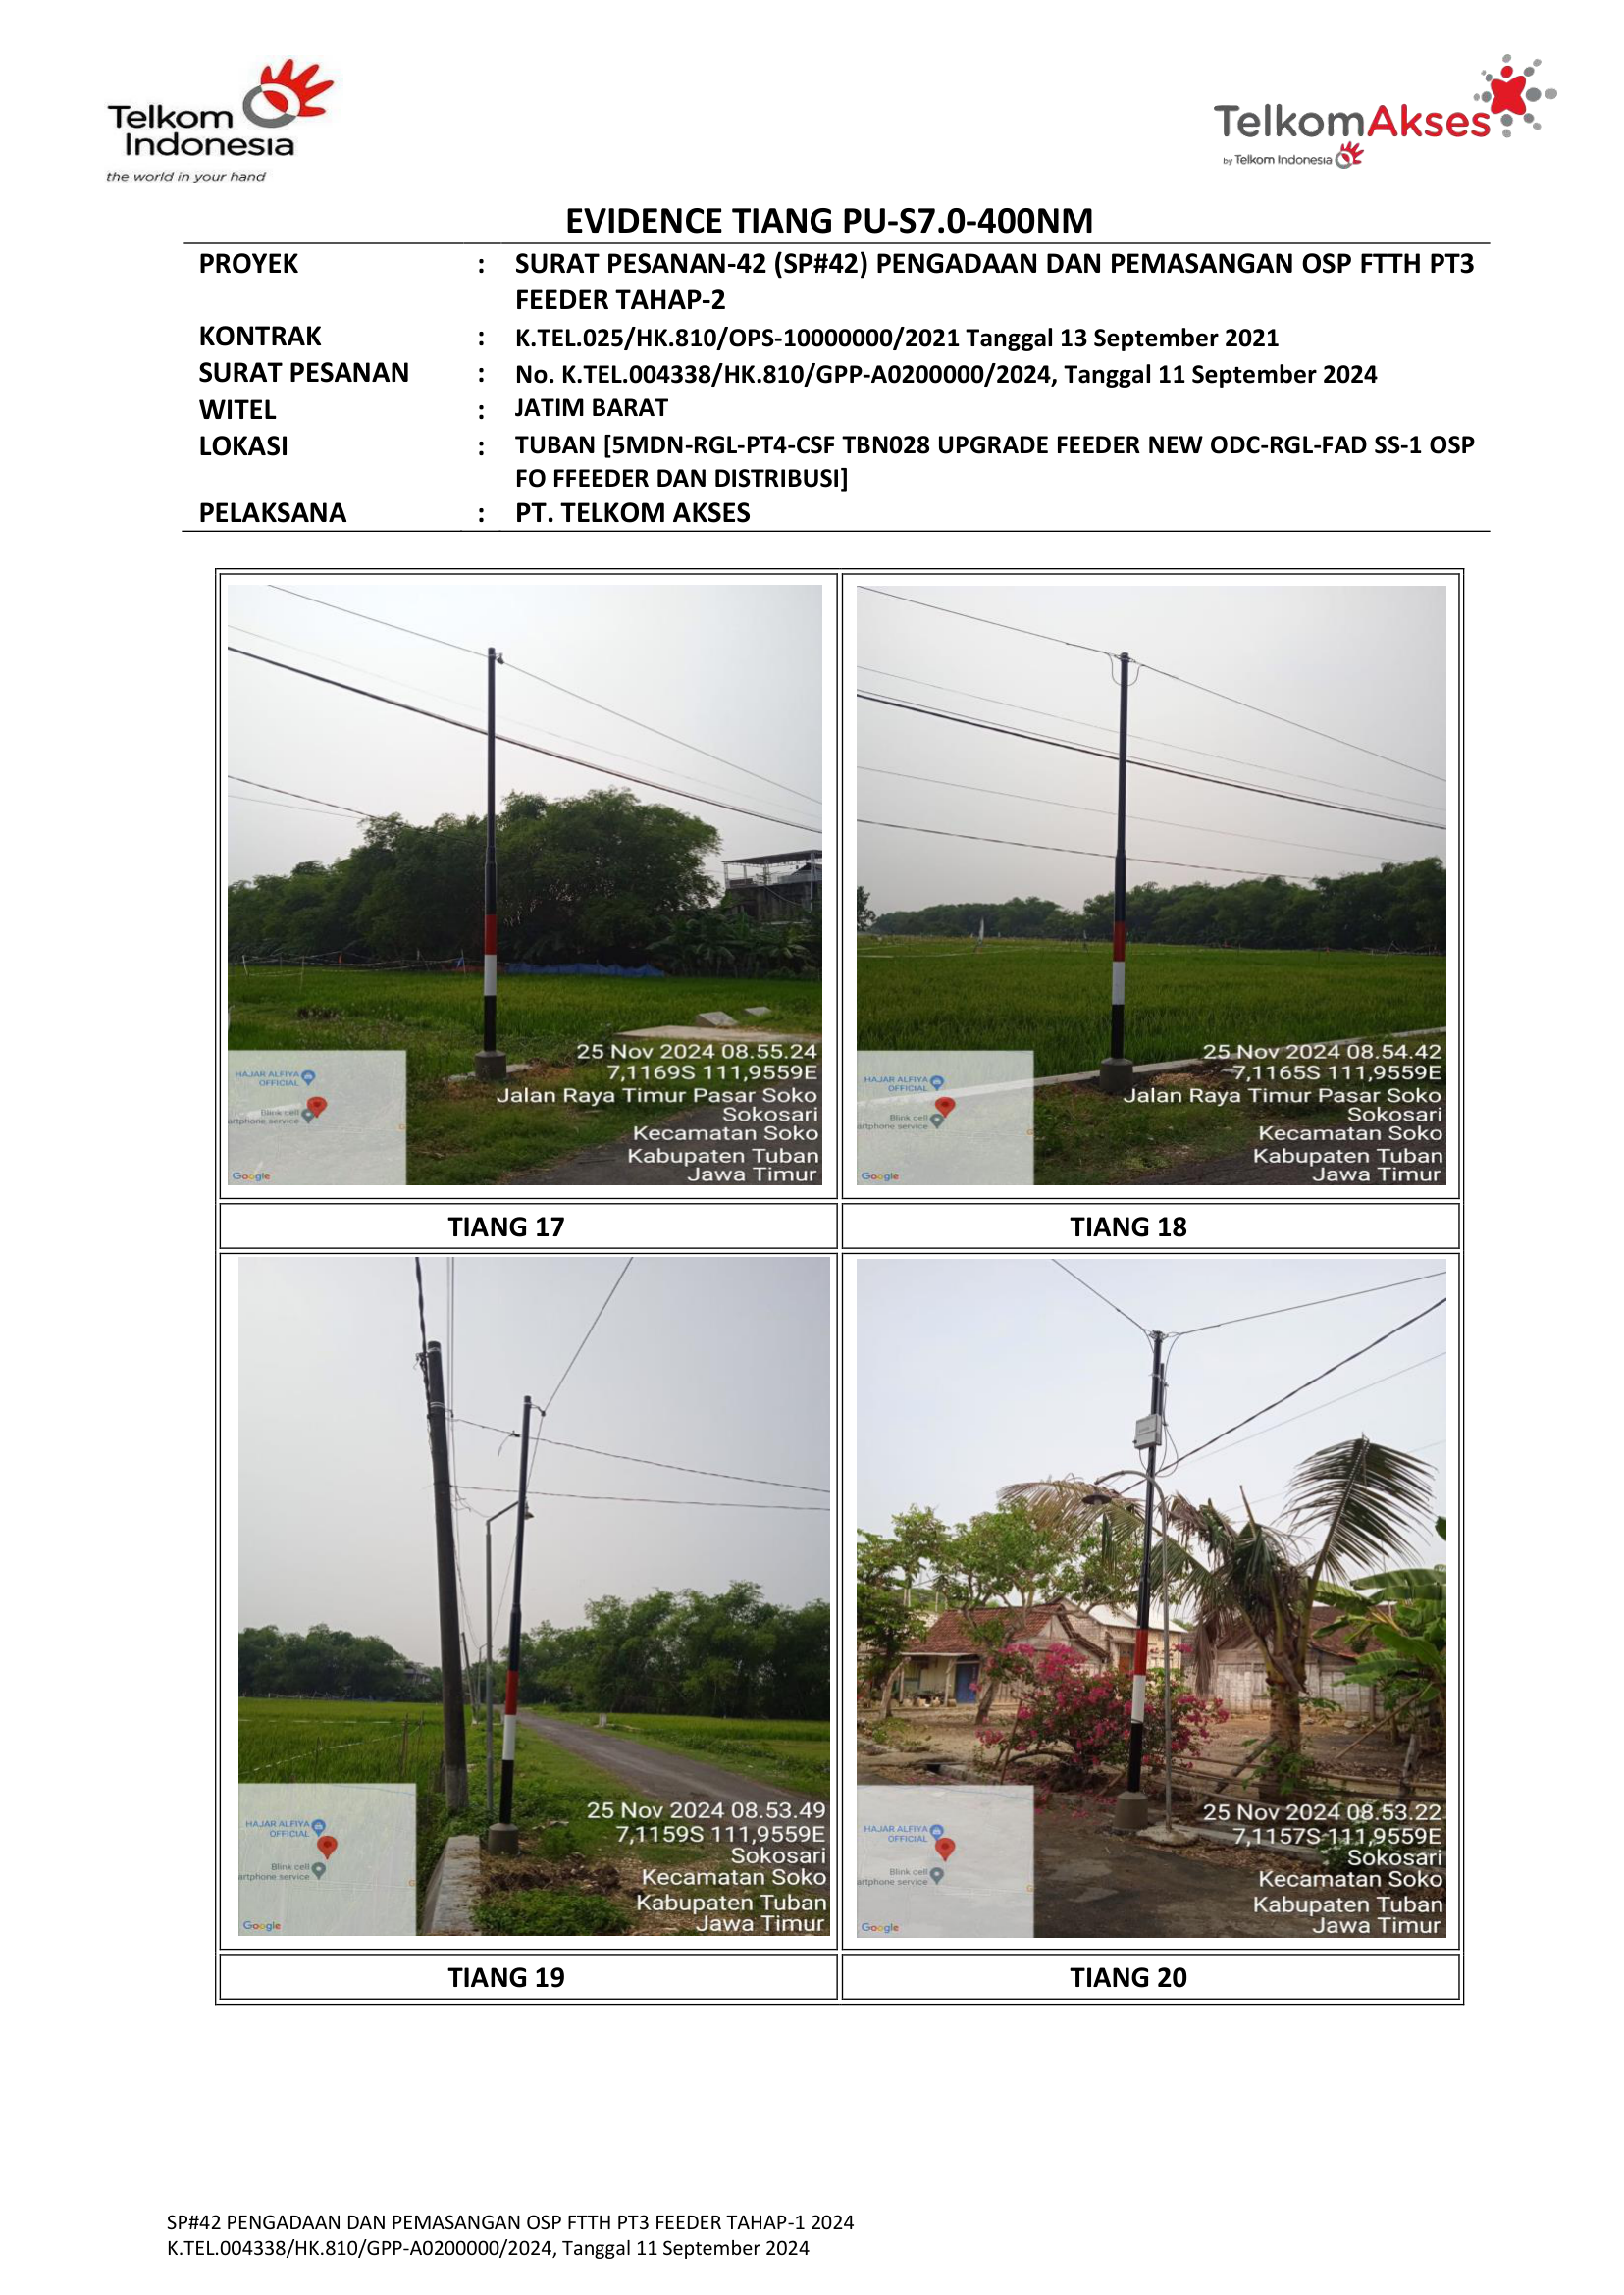 Telkom
Indonesia
the world in your hand
TelkomAkses
by Telkom Indonesia
EVIDENCE TIANG PU-S7.0-400NM
PROYEK : SURAT PESANAN-42 (SP#42) PENGADAAN DAN PEMASANGAN OSP FTTH PT3
FEEDER TAHAP-2
KONTRAK : K.TEL.025/HK.810/OPS-10000000/2021 Tanggal 13 September 2021
SURAT PESANAN : No. K.TEL.004338/HK.810/GPP-A0200000/2024, Tanggal 11 September 2024
WITEL : JATIM BARAT
LOKASI : TUBAN [5MDN-RGL-PT4-CSF TBN028 UPGRADE FEEDER NEW ODC-RGL-FAD SS-1 OSP
FO FFEEDER DAN DISTRIBUSI]
PELAKSANA : PT. TELKOM AKSES
25 Nov 2024 08.55.24
7,1169S 111,9559E
Jalan Raya Timur Pasar Soko
Sokosari
Kecamatan Soko
Kabupaten Tuban
Jawa Timur
HAJAR ALFIYA
OFFICIAL
Blink cell
artphone service
Google
25 Nov 2024 08.54.42
7,1165S 111,9559E
Jalan Raya Timur Pasar Soko
Sokosari
Kecamatan Soko
Kabupaten Tuban
Jawa Timur
HAJAR ALFIYA
OFFICIAL
Blink cell
artphone service
Google
TIANG 17
TIANG 18
25 Nov 2024 08.53.49
7,1159S 111,9559E
Sokosari
Kecamatan Soko
Kabupaten Tuban
Jawa Timur
HAJAR ALFIYA
OFFICIAL
Blink cell
artphone service
Google
25 Nov 2024 08.53.22
7,1157S 111,9559E
Sokosari
Kecamatan Soko
Kabupaten Tuban
Jawa Timur
HAJAR ALFIYA
OFFICIAL
Blink cell
artphone service
Google
TIANG 19
TIANG 20
SP#42 PENGADAAN DAN PEMASANGAN OSP FTTH PT3 FEEDER TAHAP-1 2024
K.TEL.004338/HK.810/GPP-A0200000/2024, Tanggal 11 September 2024